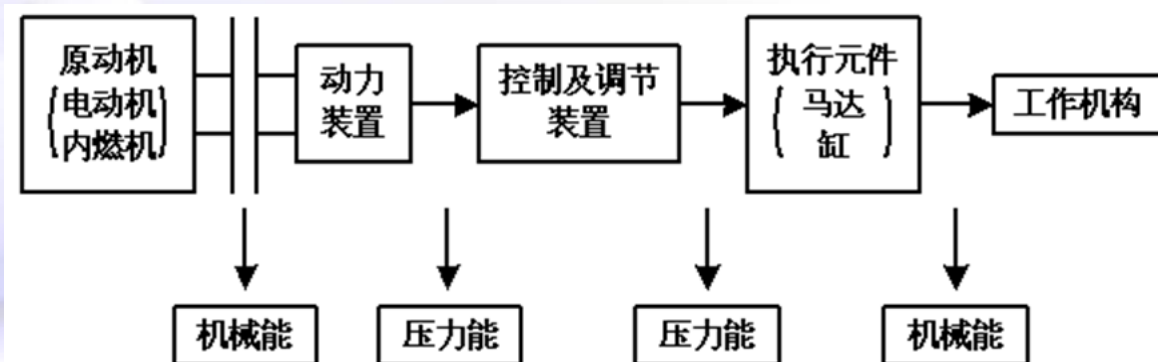 原动机
(电动机)
(内燃机)
动力
装置
控制及调节
装置
执行元件
(马达)
(缸)
工作机构
机械能
压力能
压力能
机械能